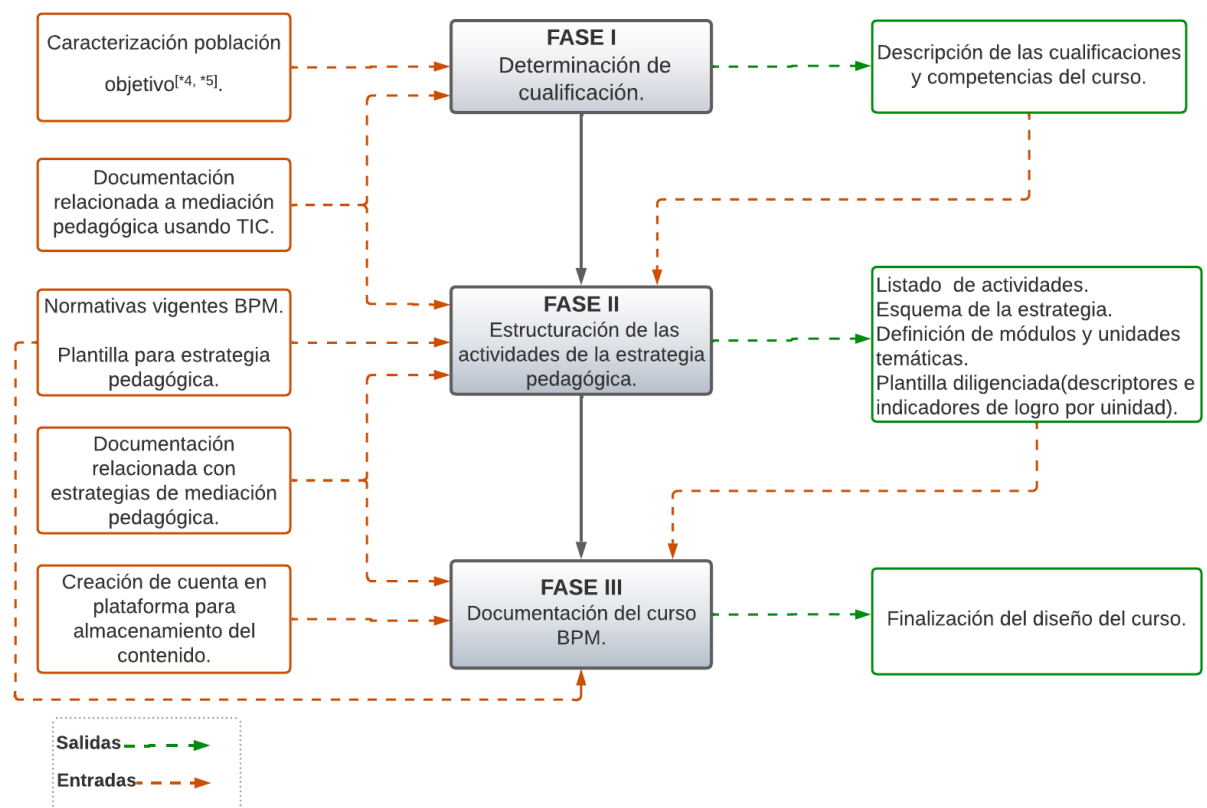 Caracterización población
objetivo[*4, *5].
FASE I
Determinación de
cualificación.
Descripción de las cualificaciones
y competencias del curso.
Documentación
relacionada a mediación
pedagógica usando TIC.
Normativas vigentes BPM.
Plantilla para estrategia
pedagógica.
FASE II
Estructuración de las
actividades de la estrategia
pedagógica.
Listado  de actividades.
Esquema de la estrategia.
Definición de módulos y unidades
temáticas.
Plantilla diligenciada(descriptores e
indicadores de logro por uinidad).
Documentación
relacionada con
estrategias de mediación
pedagógica.
Creación de cuenta en
plataforma para
almacenamiento del
contenido.
FASE III
Documentación del curso
BPM.
Finalización del diseño del curso.
Salidas
Entradas